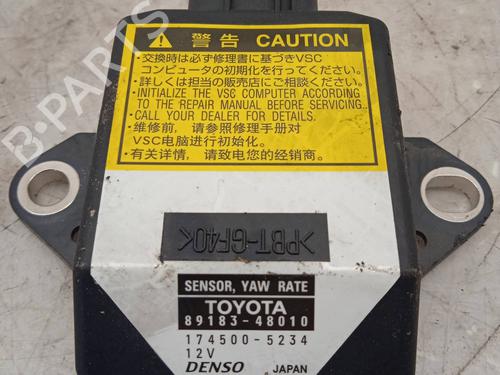 警告 CAUTION
・交換時は必ず修理書に基づきVSC
コンピュータの初期化を行ってください。
・詳しくは担当の販売店にご相談ください。
・INITIALIZE THE VSC COMPUTER ACCORDING
TO THE REPAIR MANUAL BEFORE SERVICING.
・CALL YOUR DEALER FOR DETAILS.
・维修前，请参照修理手册对
VSC电脑进行初始化。
・有关详情，请致电您的经销商。
>PBT-GF40<
SENSOR, YAW RATE
TOYOTA
89183-48010
174500-5234
12V
DENSO JAPAN
B-PARTS